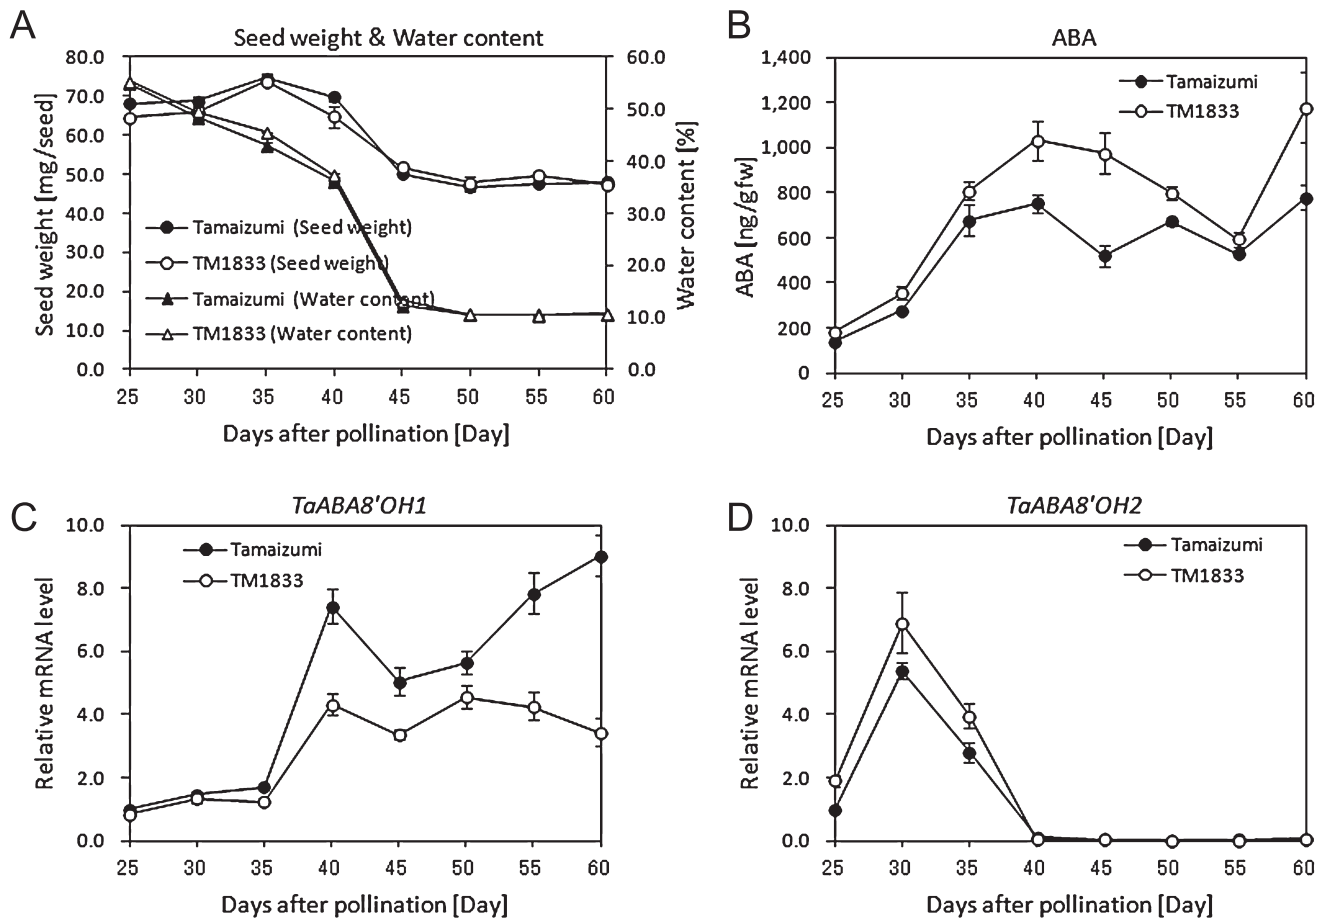 A
Seed weight & Water content
80.0
70.0
60.0
50.0
40.0
30.0
20.0
10.0
0.0
Seed weight [mg/seed]
60.0
50.0
40.0
30.0
20.0
10.0
0.0
Water content [%]
Tamaizumi (Seed weight)
TM1833 (Seed weight)
Tamaizumi (Water content)
TM1833 (Water content)
25 30 35 40 45 50 55 60
Days after pollination [Day]
B
ABA
1,400
1,200
1,000
800
600
400
200
0
ABA [ng/gfw]
Tamaizumi
TM1833
25 30 35 40 45 50 55 60
Days after pollination [Day]
C
TaABA8′OH1
10.0
8.0
6.0
4.0
2.0
0.0
Relative mRNA level
Tamaizumi
TM1833
25 30 35 40 45 50 55 60
Days after pollination [Day]
D
TaABA8′OH2
10.0
8.0
6.0
4.0
2.0
0.0
Relative mRNA level
Tamaizumi
TM1833
25 30 35 40 45 50 55 60
Days after pollination [Day]